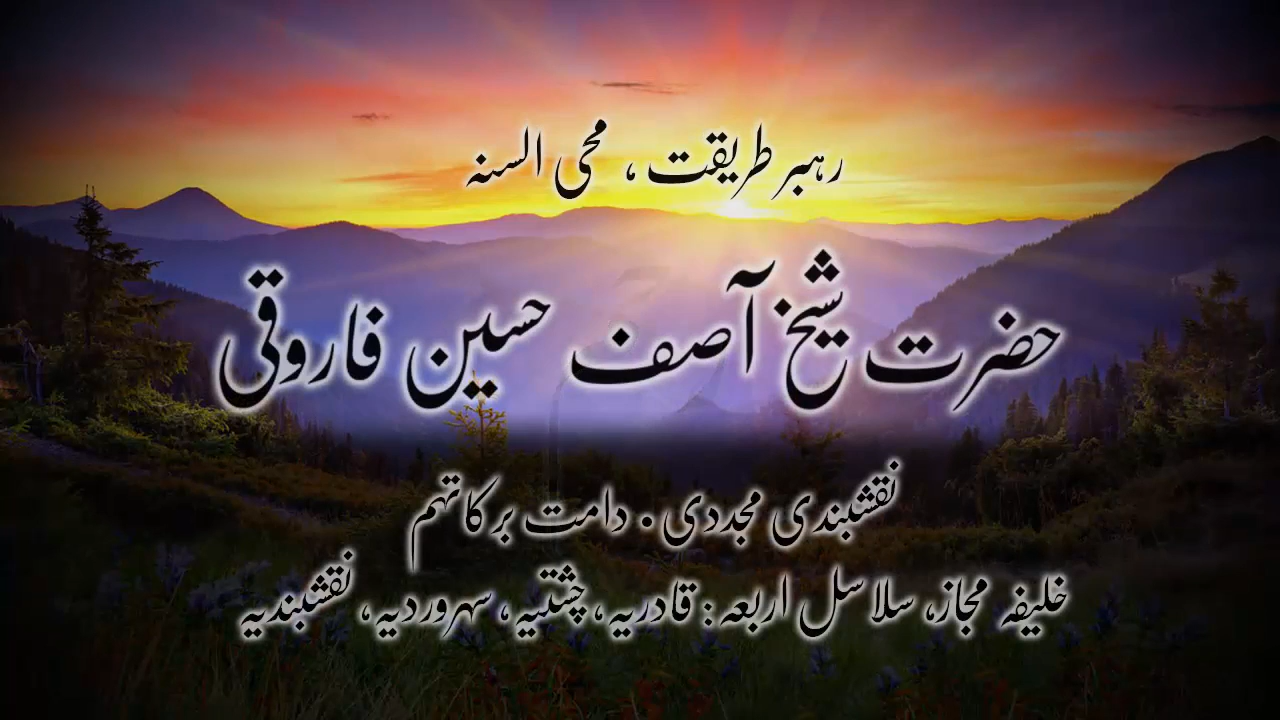 رہبر طریقت، محی السنہ
حضرت شیخ آصف حسین فاروقی
نقشبندی مجددی۔ دامت برکاتہم
خلیفہ مجاز، سلاسل اربعہ: قادریہ، چشتیہ، سہروردیہ، نقشبندیہ